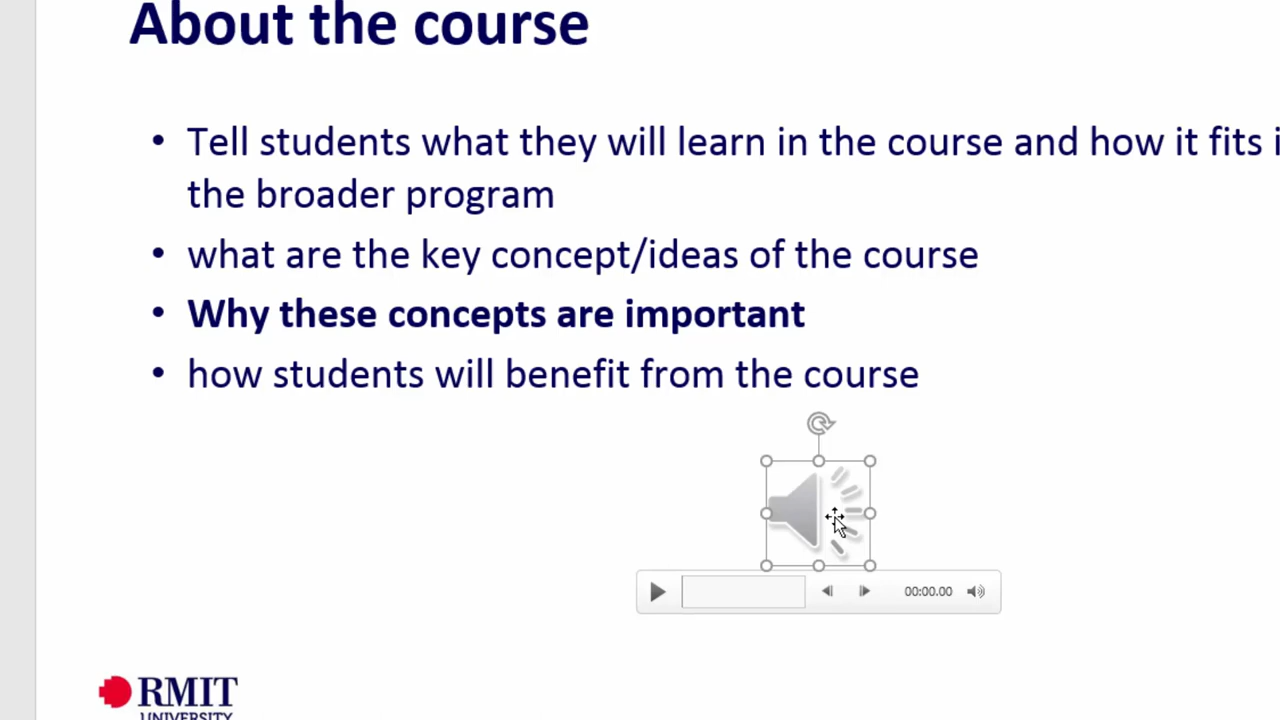 About the course
• Tell students what they will learn in the course and how it fits
the broader program
• what are the key concept/ideas of the course
• Why these concepts are important
• how students will benefit from the course
00:00.00
RMIT
UNIVERSITY